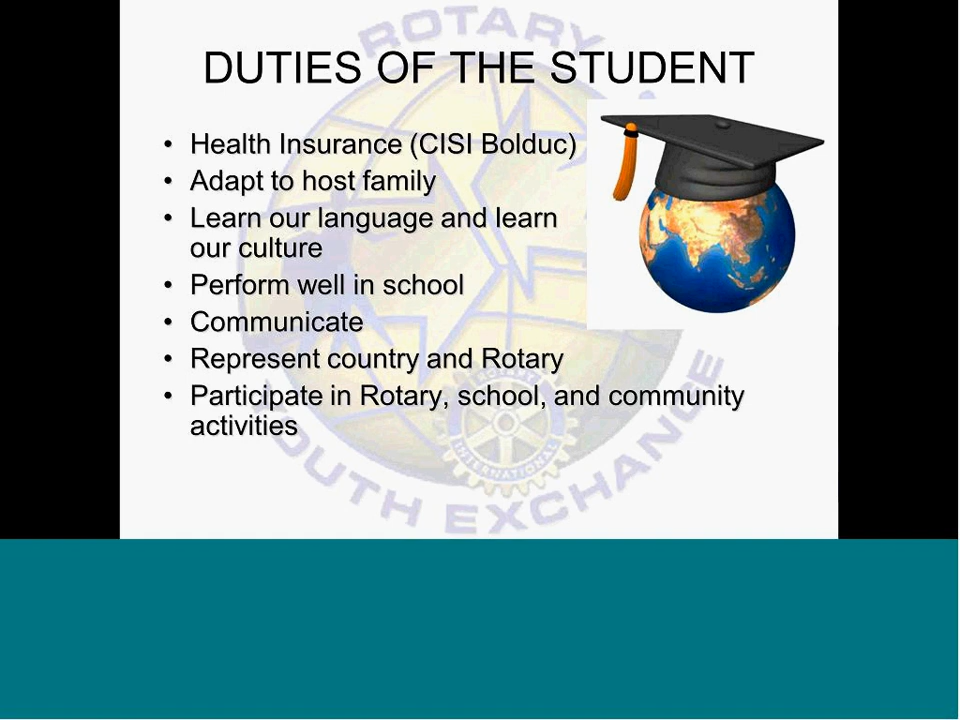 DUTIES OF THE STUDENT
• Health Insurance (CISI Bolduc)
• Adapt to host family
• Learn our language and learn
our culture
• Perform well in school
• Communicate
• Represent country and Rotary
• Participate in Rotary, school, and community
activities
ROTARY
YOUTH EXCHANGE
ROTARY
INTERNATIONAL